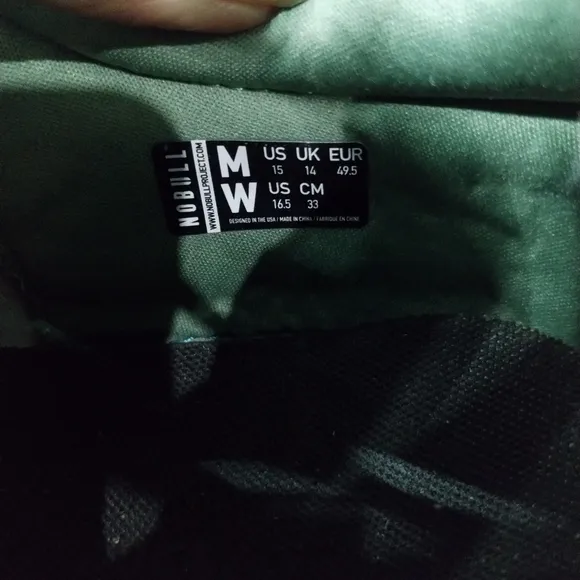 NOBULL
WWW.NOBULLPROJECT.COM
M US UK EUR
15 14 49.5
W US CM
16.5 33
DESIGNED IN THE USA / MADE IN CHINA / FABRIQUÉ EN CHINE